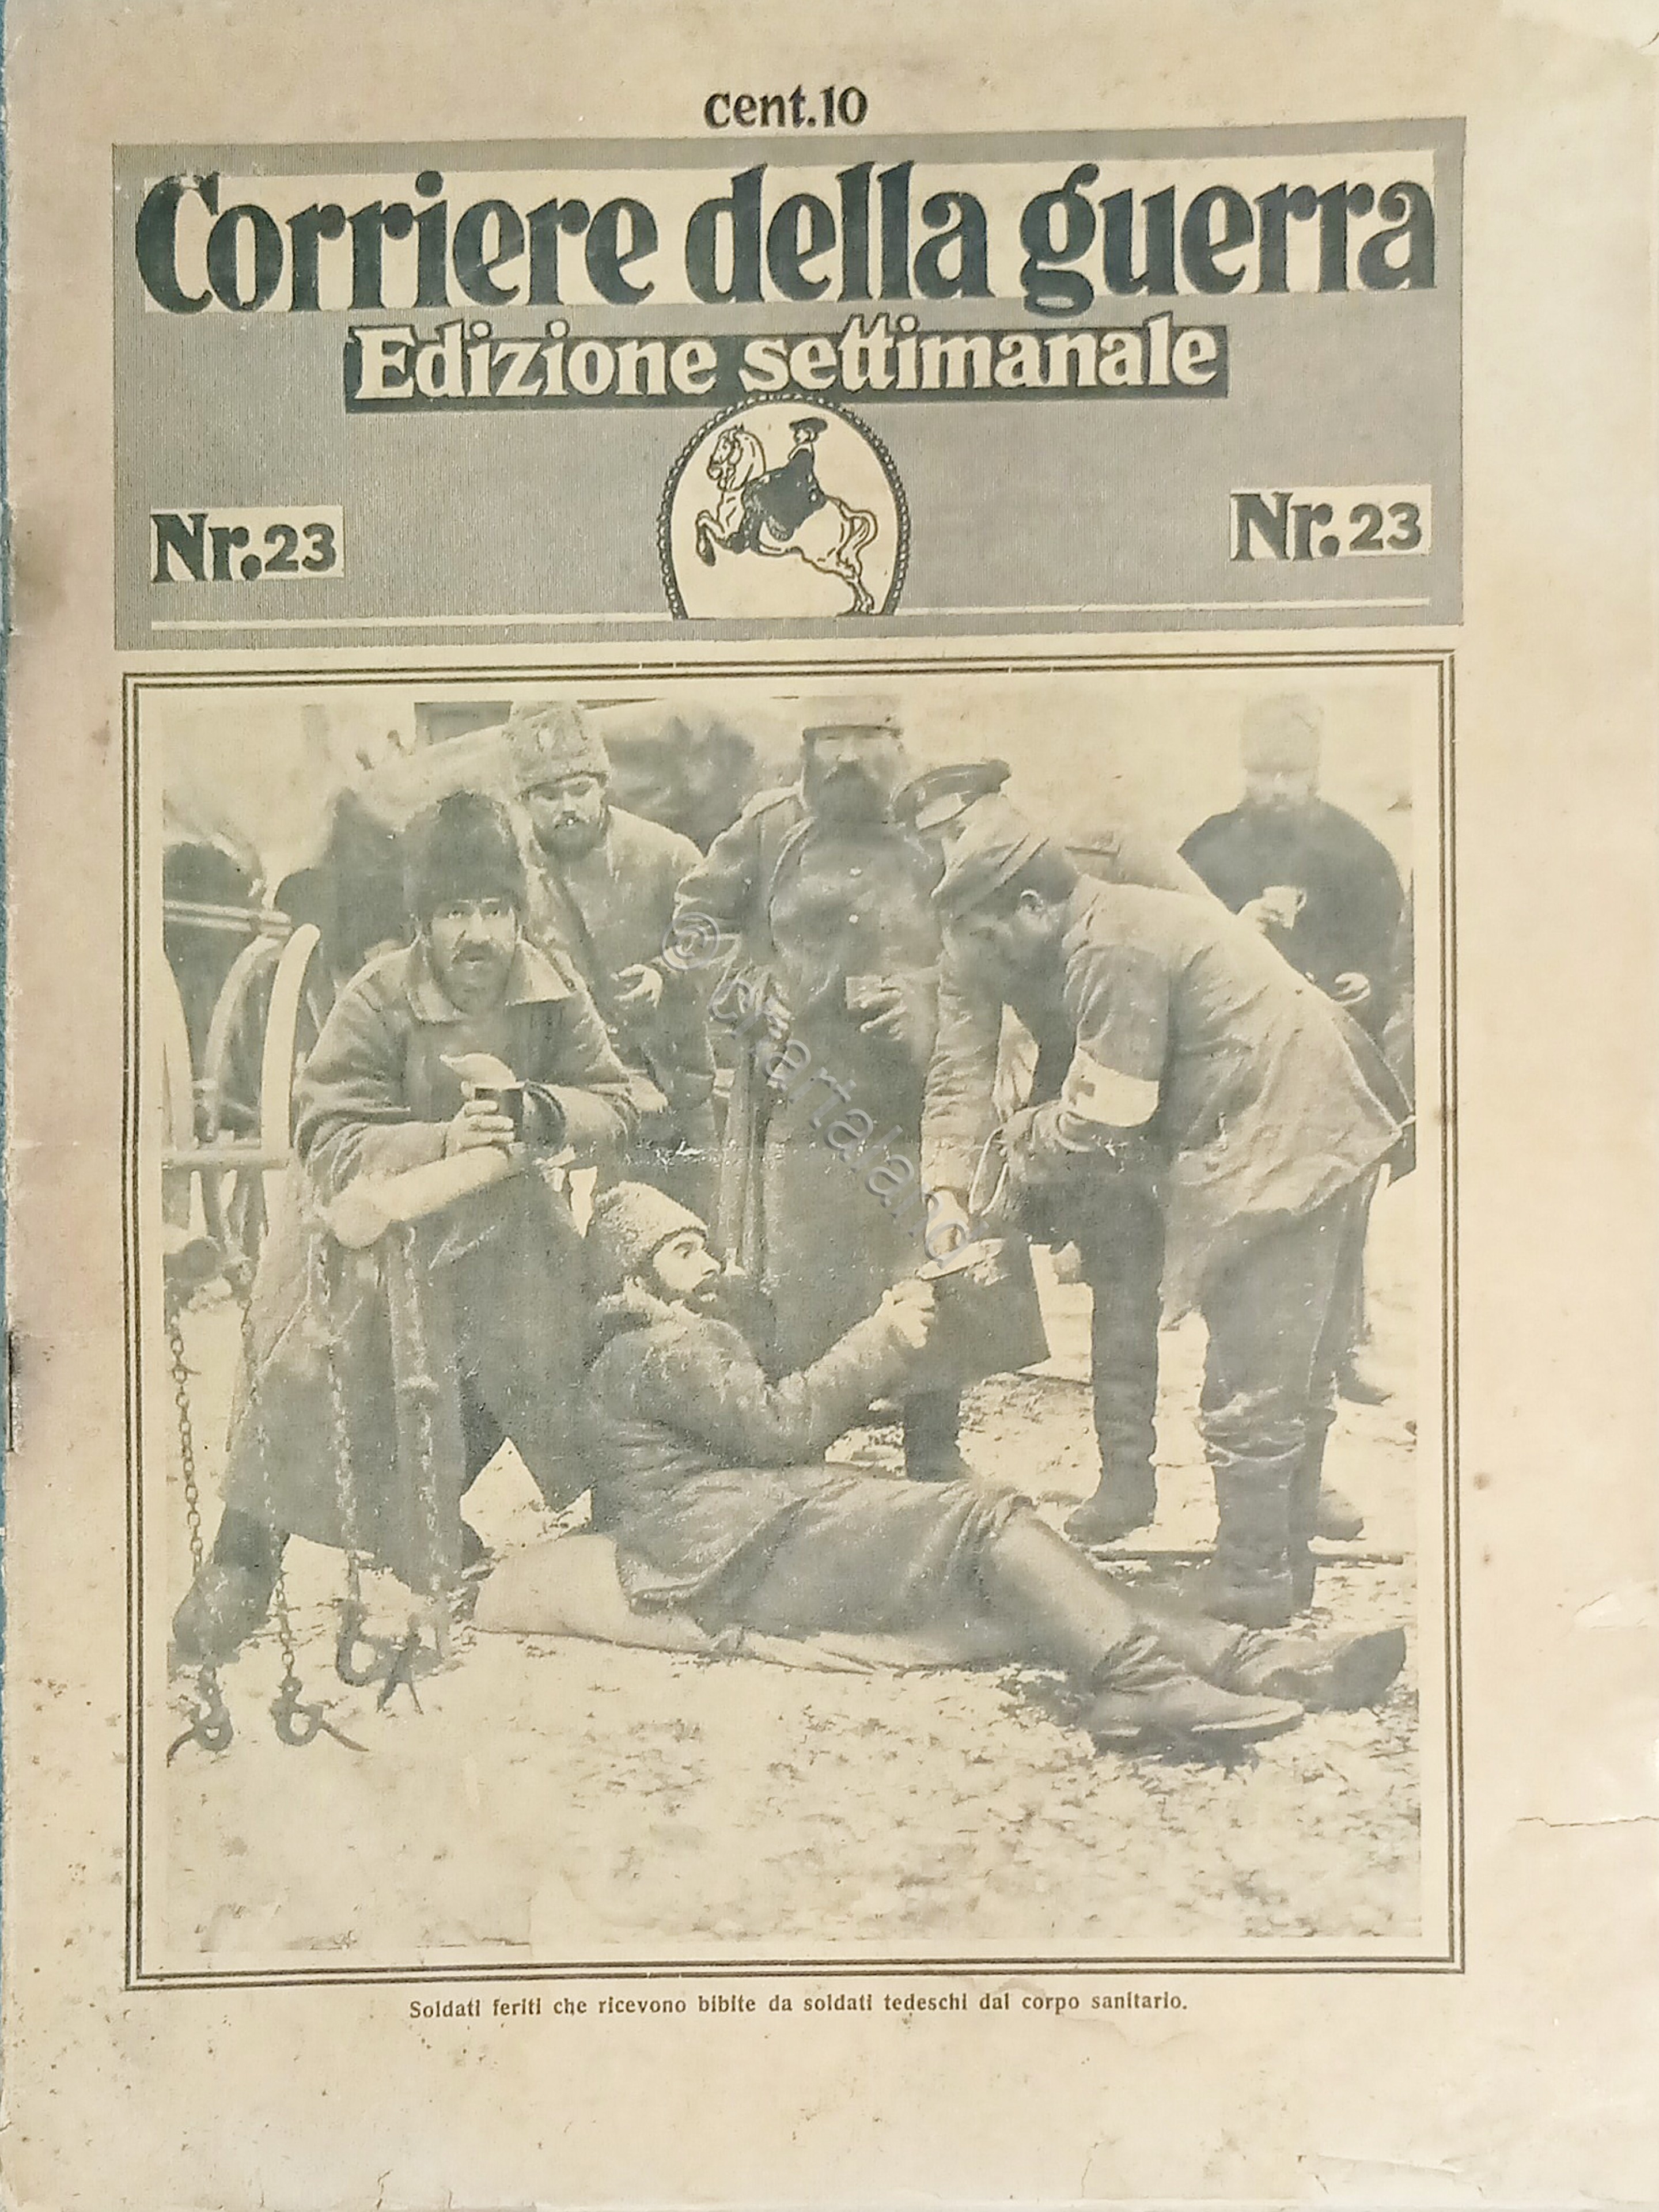 cent.10
Corriere della guerra
Edizione settimanale
Nr.23 Nr.23
©chartaland
Soldati feriti che ricevono bibite da soldati tedeschi dal corpo sanitario.